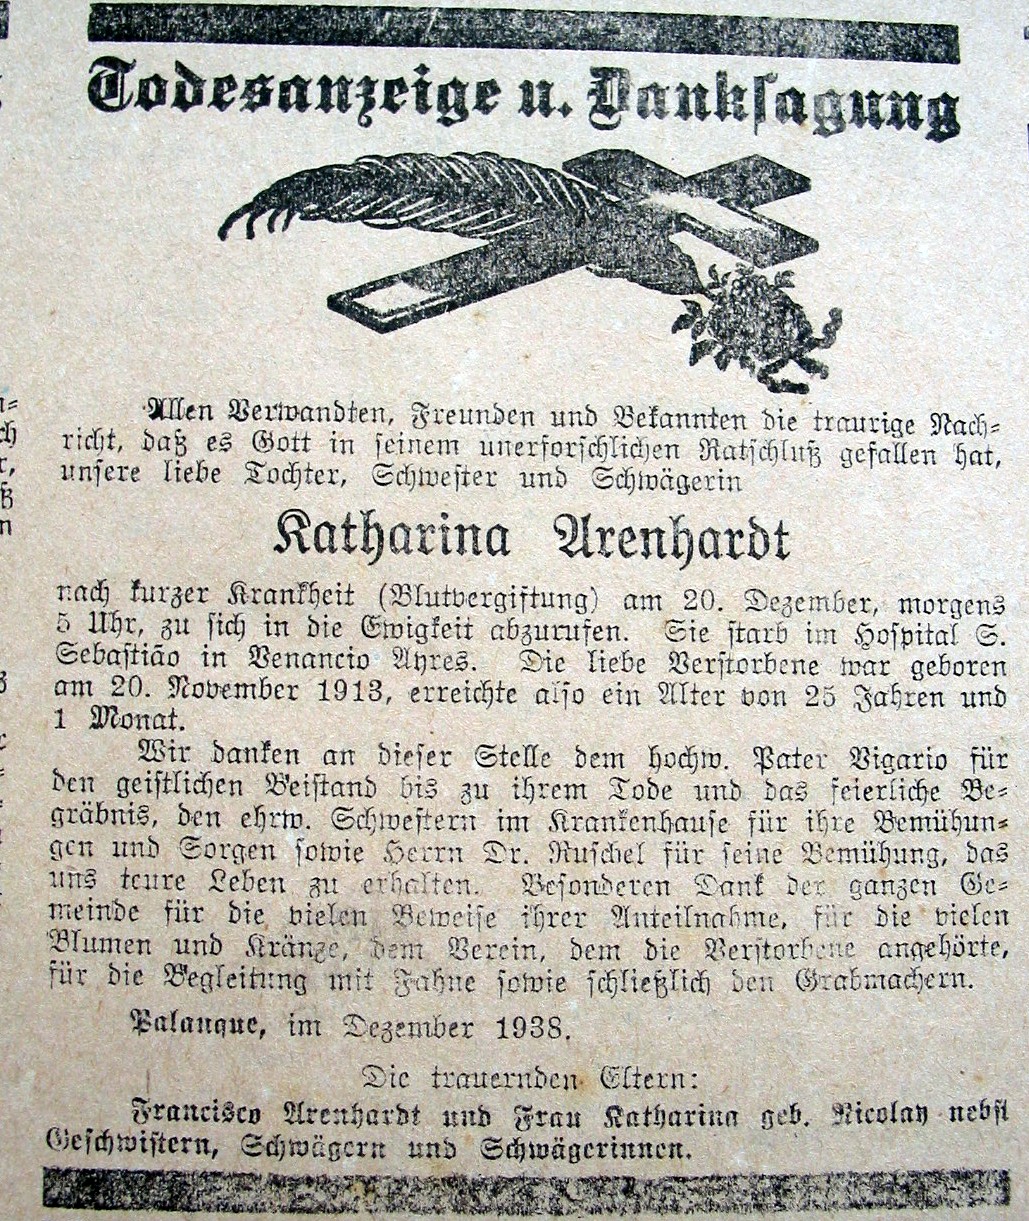 Todesanzeige u. Danksagung
Allen Verwandten, Freunden und Bekannten die traurige Nach-
richt, daß es Gott in seinem unerforschlichen Ratschluß gefallen hat,
unsere liebe Tochter, Schwester und Schwägerin
Katharina Arenhardt
nach kurzer Krankheit (Blutvergiftung) am 20. Dezember, morgens
5 Uhr, zu sich in die Ewigkeit abzurufen. Sie starb im Hospital S.
Sebastião in Venancio Ayres. Die liebe Verstorbene war geboren
am 20. November 1913, erreichte also ein Alter von 25 Jahren und
1 Monat.
Wir danken an dieser Stelle dem hochw. Pater Vigario für
den geistlichen Beistand bis zu ihrem Tode und das feierliche Be-
gräbnis, den ehrw. Schwestern im Krankenhause für ihre Bemühun-
gen und Sorgen sowie Herrn Dr. Ruschel für seine Bemühung, das
uns teure Leben zu erhalten. Besonderen Dank der ganzen Ge-
meinde für die vielen Beweise ihrer Anteilnahme, für die vielen
Blumen und Kränze, dem Verein, dem die Verstorbene angehörte,
für die Begleitung mit Fahne sowie schließlich den Grabmachern.
Palanque, im Dezember 1938.
Die trauernden Eltern:
Francisco Arenhardt und Frau Katharina geb. Nicolay nebst
Geschwistern, Schwägern und Schwägerinnen.